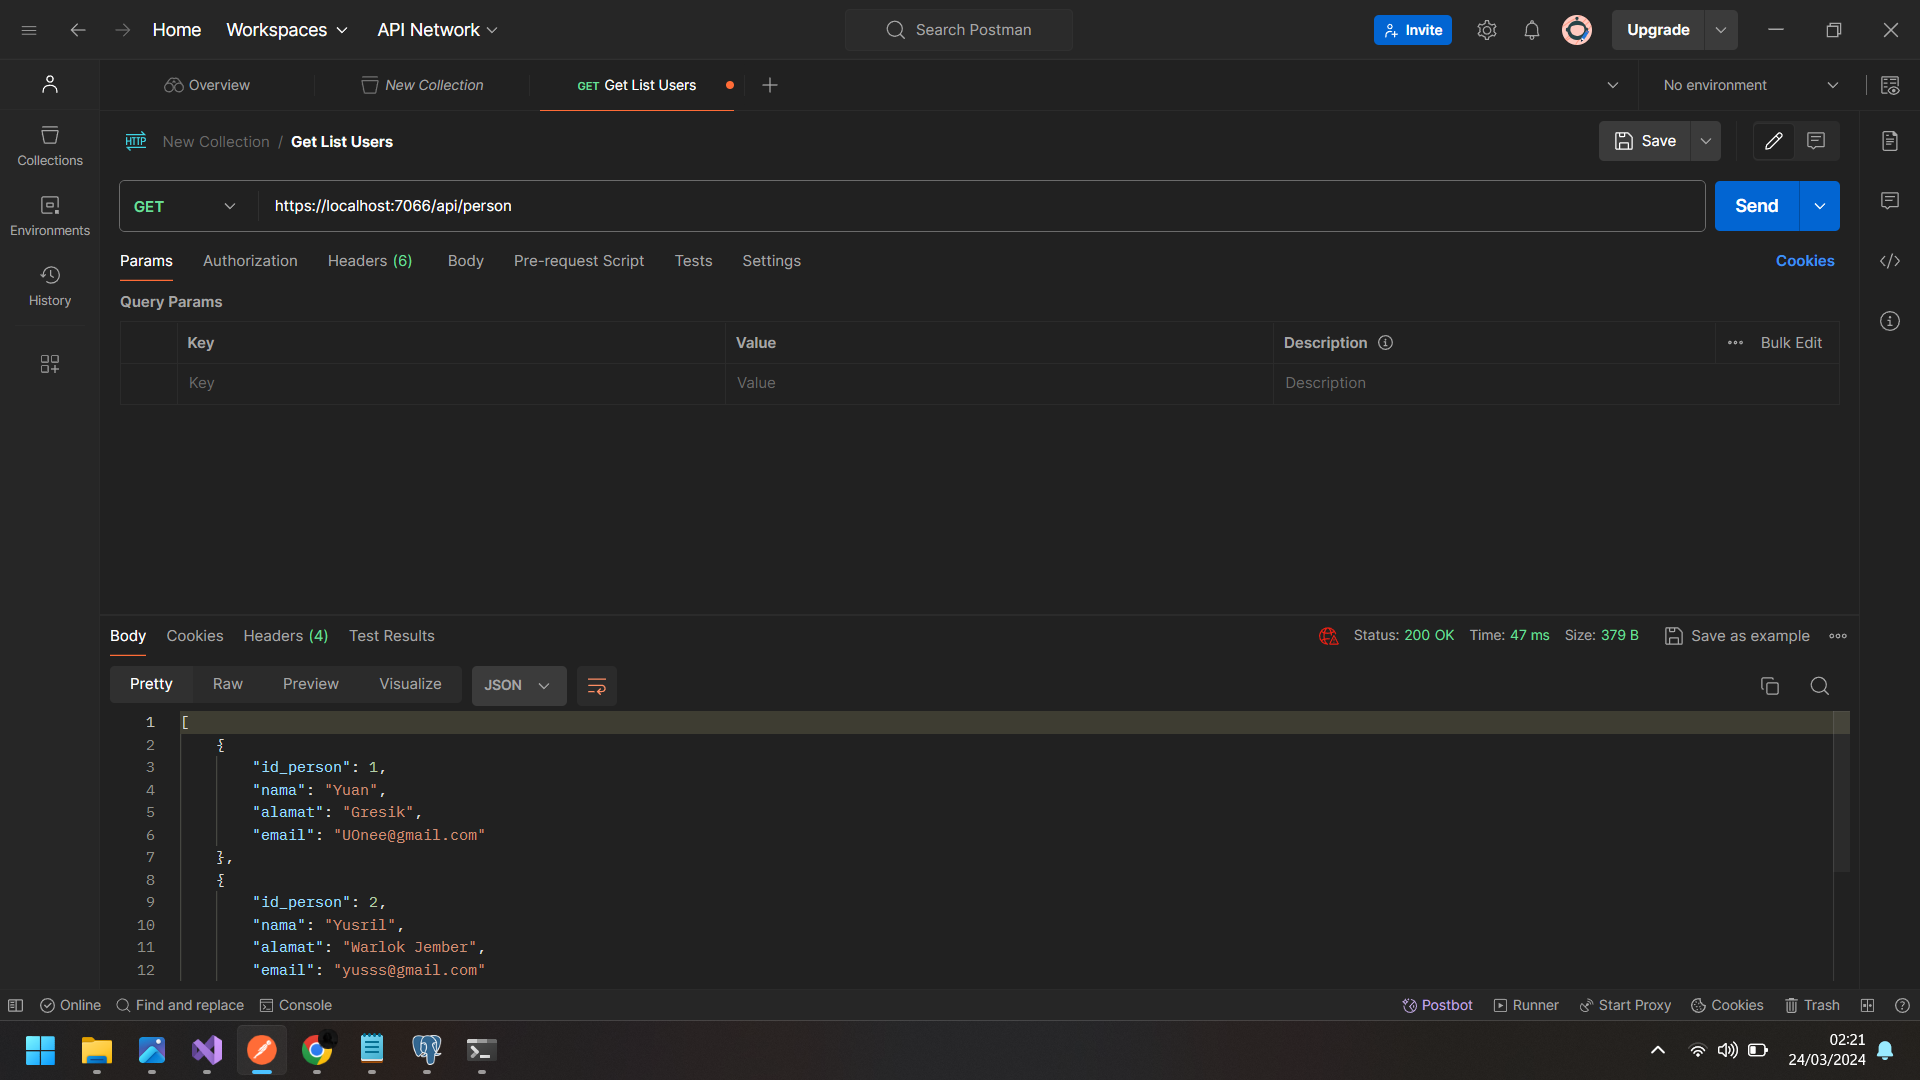 Home
Workspaces
API Network
Search Postman
Invite
Upgrade
Overview
New Collection
GET Get List Users
No environment
HTTP New Collection / Get List Users
Save
Collections
Environments
History
GET
https://localhost:7066/api/person
Send
Params
Authorization
Headers (6)
Body
Pre-request Script
Tests
Settings
Cookies
Query Params
Key
Value
Description
Bulk Edit
Key
Value
Description
Body
Cookies
Headers (4)
Test Results
Status: 200 OK
Time: 47 ms
Size: 379 B
Save as example
Pretty
Raw
Preview
Visualize
JSON
1 [
2 {
3 "id_person": 1,
4 "nama": "Yuan",
5 "alamat": "Gresik",
6 "email": "UOnee@gmail.com"
7 },
8 {
9 "id_person": 2,
10 "nama": "Yusril",
11 "alamat": "Warlok Jember",
12 "email": "yusss@gmail.com"
Online
Find and replace
Console
Postbot
Runner
Start Proxy
Cookies
Trash
02:21
24/03/2024